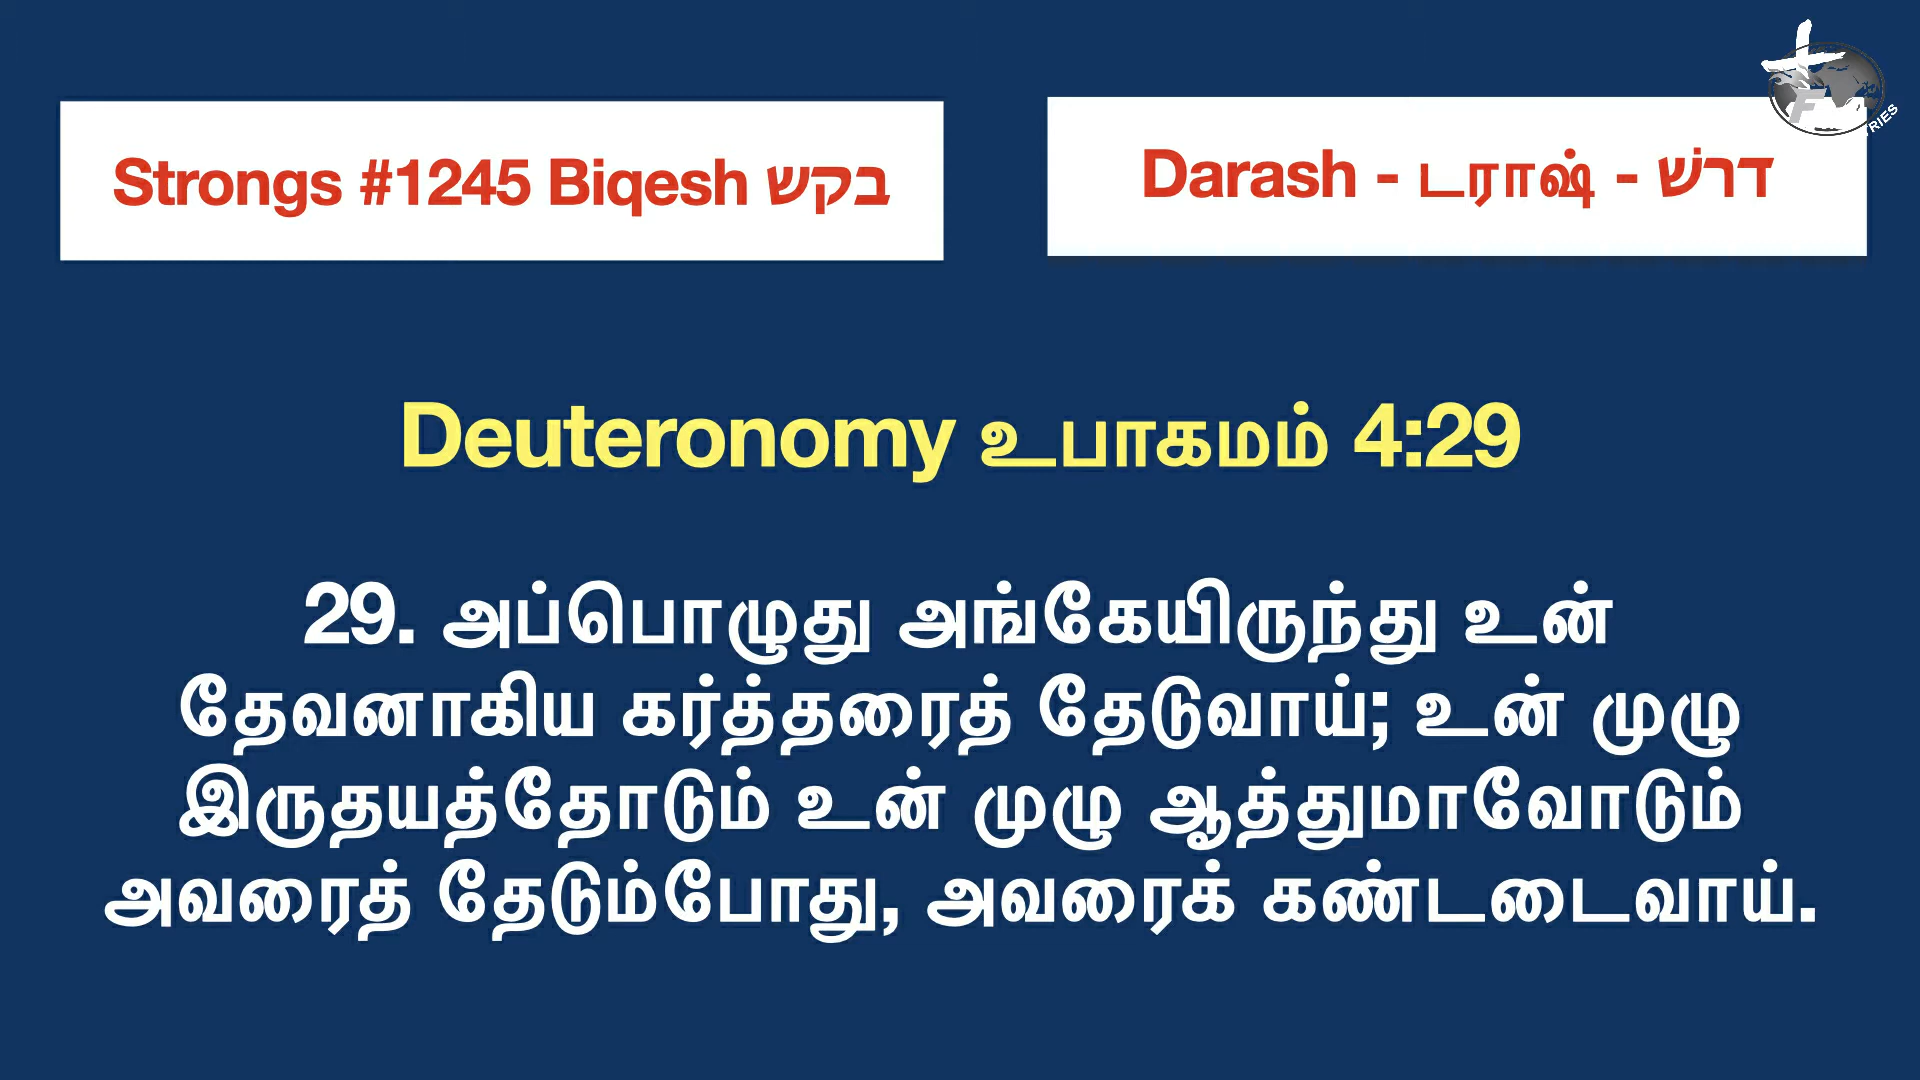 Strongs #1245 Biqesh בקש
Darash - டராஷ் - דרשׁ
Deuteronomy உபாகமம் 4:29
29. அப்பொழுது அங்கேயிருந்து உன்
தேவனாகிய கர்த்தரைத் தேடுவாய்; உன் முழு
இருதயத்தோடும் உன் முழு ஆத்துமாவோடும்
அவரைத் தேடும்போது, அவரைக் கண்டடைவாய்.